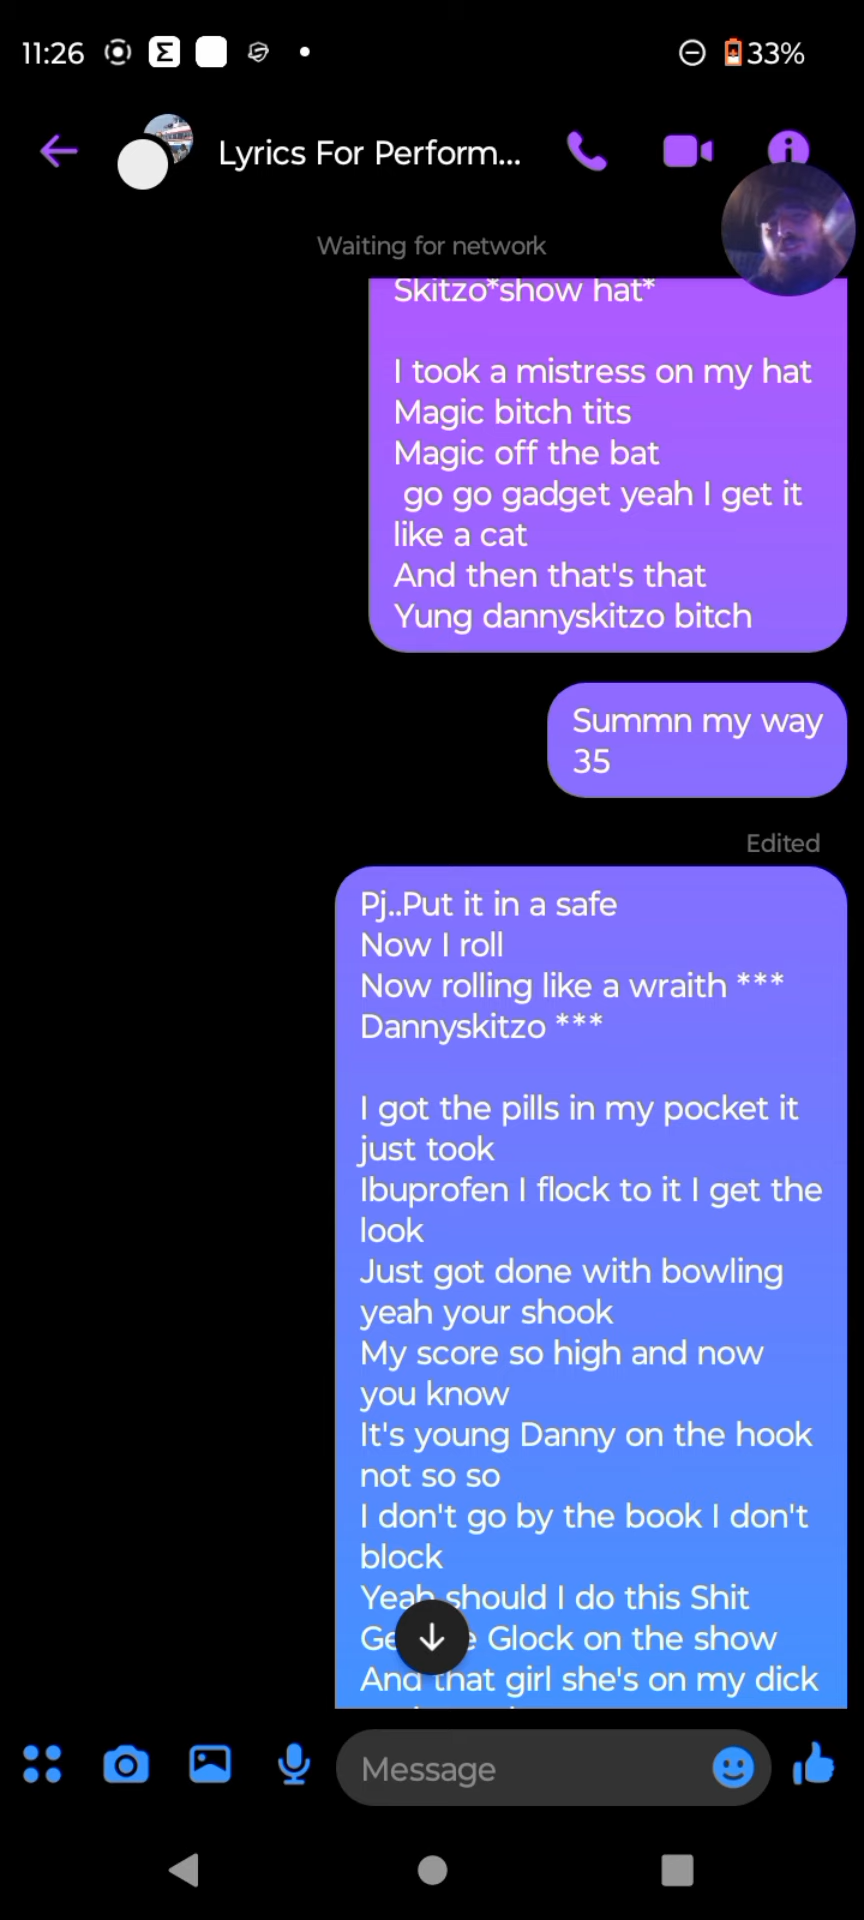 11:26
33%
Lyrics For Perform...
Waiting for network
Skitzo*show hat*
I took a mistress on my hat
Magic bitch tits
Magic off the bat
go go gadget yeah I get it
like a cat
And then that's that
Yung dannyskitzo bitch
Summn my way
35
Edited
Pj..Put it in a safe
Now I roll
Now rolling like a wraith ***
Dannyskitzo ***
I got the pills in my pocket it
just took
Ibuprofen I flock to it I get the
look
Just got done with bowling
yeah your shook
My score so high and now
you know
It's young Danny on the hook
not so so
I don't go by the book I don't
block
Yeah should I do this Shit
Glock on the show
And that girl she's on my dick
Message